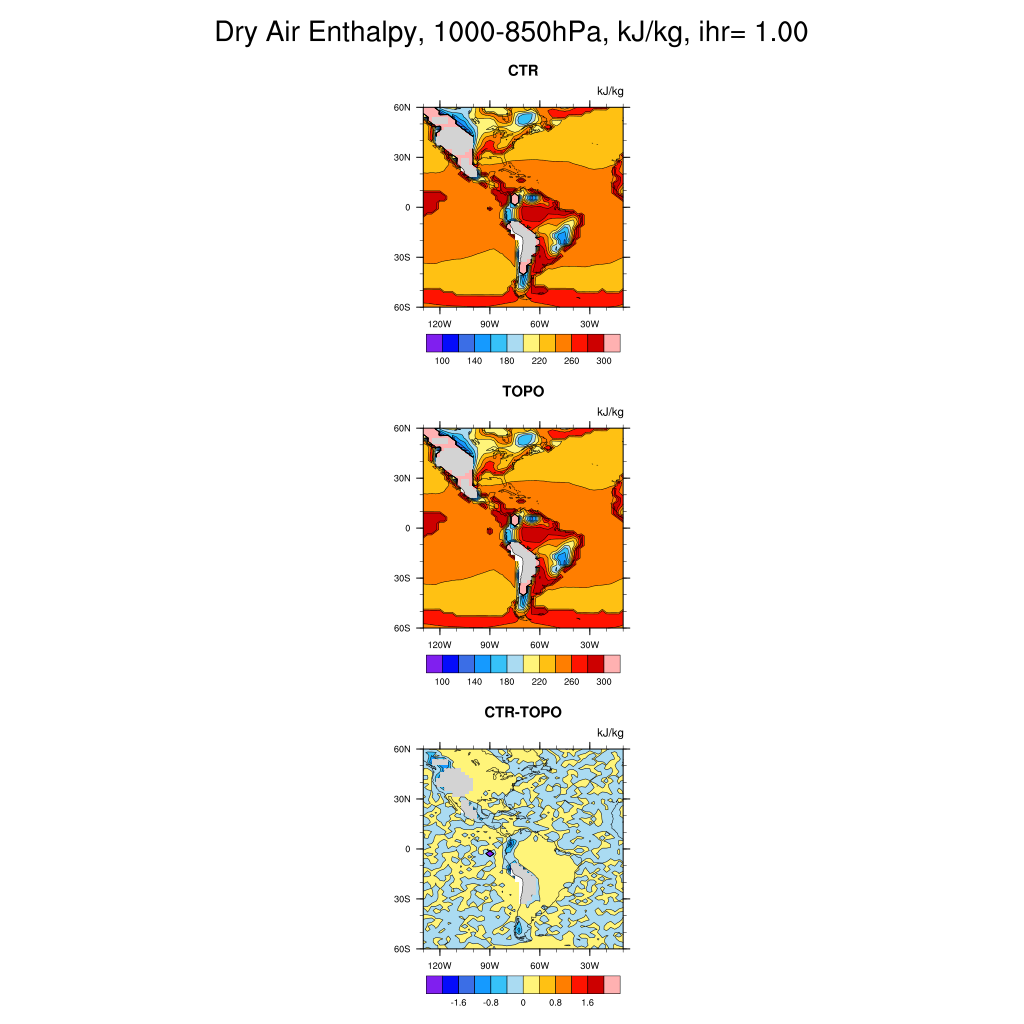 Dry Air Enthalpy, 1000-850hPa, kJ/kg, ihr= 1.00
CTR
kJ/kg
60N
30N
0
30S
60S
120W 90W 60W 30W
100 140 180 220 260 300
TOPO
kJ/kg
60N
30N
0
30S
60S
120W 90W 60W 30W
100 140 180 220 260 300
CTR-TOPO
kJ/kg
60N
30N
0
30S
60S
120W 90W 60W 30W
-1.6 -0.8 0 0.8 1.6